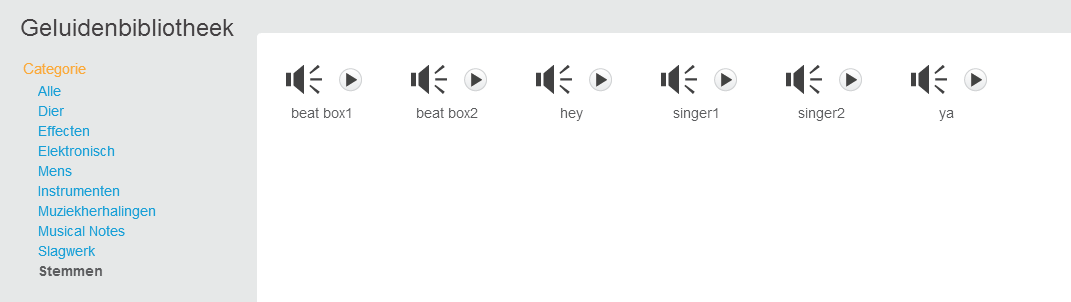 Geluidenbibliotheek
Categorie
Alle
Dier
Effecten
Elektronisch
Mens
Instrumenten
Muziekherhalingen
Musical Notes
Slagwerk
Stemmen
beat box1
beat box2
hey
singer1
singer2
ya